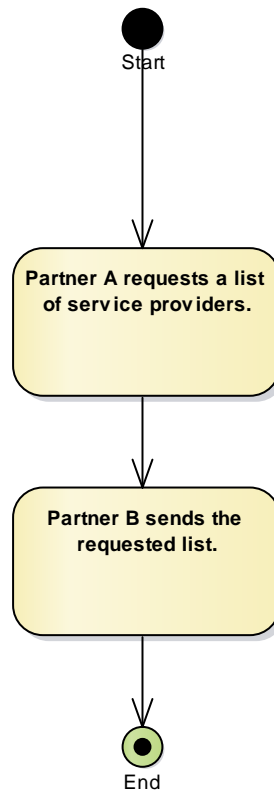 Start
Partner A requests a list
of service providers.
Partner B sends the
requested list.
End